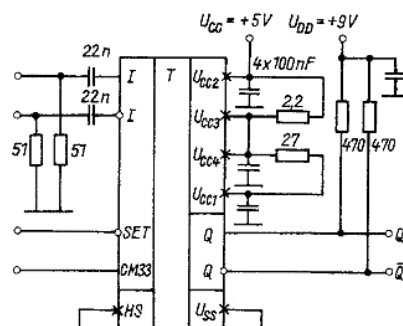 U_CC = +5V U_DD = +9V
22n I T U_CC2 4x100nF
22n
I U_CC3 2,2
51 51 U_CC4 27 470 470
U_CC1
SET Q Q
CM33 Q Q̄
HS U_SS